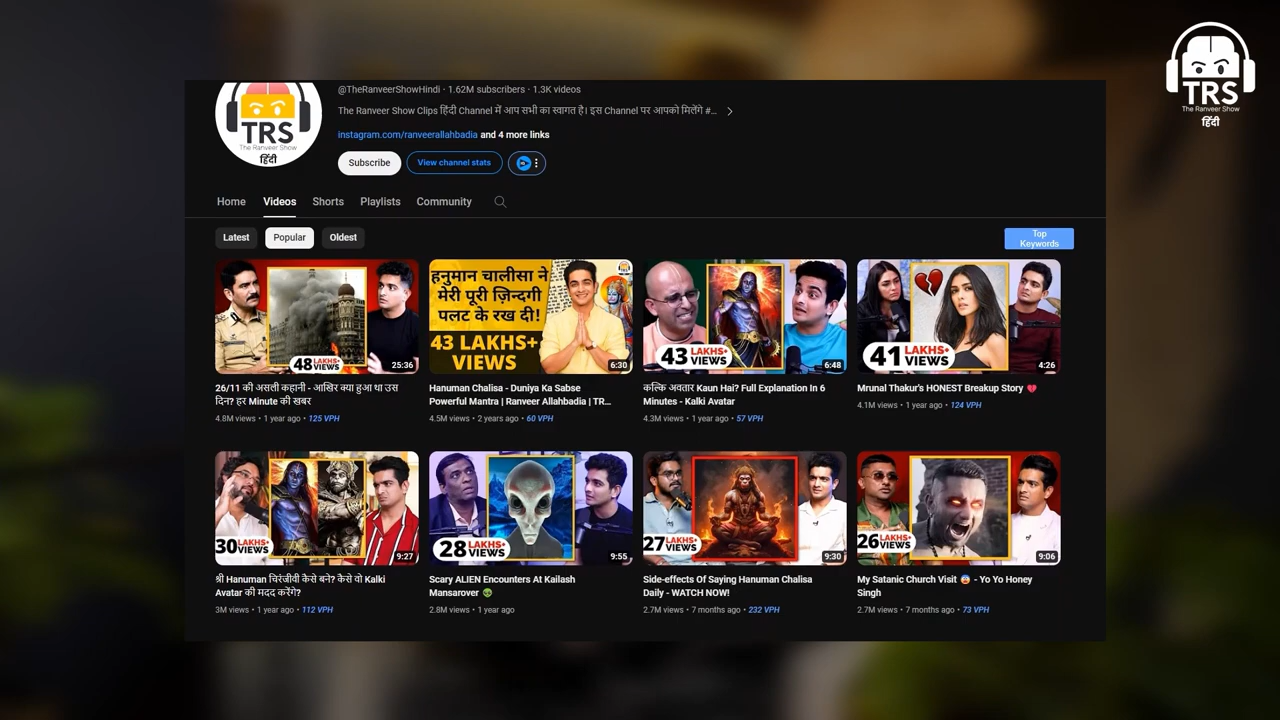 TRS
The Ranveer Show
हिंदी
@TheRanveerShowHindi · 1.62M subscribers · 1.3K videos
The Ranveer Show Clips हिंदी Channel में आप सभी का स्वागत है। इस Channel पर आपको मिलेंगे #...
instagram.com/ranveerallahbadia and 4 more links
TRS
The Ranveer Show
हिंदी
Subscribe
View channel stats
Home Videos Shorts Playlists Community
Latest Popular Oldest
Top
Keywords
48 LAKHS+
VIEWS
25:36
हनुमान चालीसा ने
मेरी पूरी ज़िन्दगी
पलट के रख दी!
43 LAKHS+
VIEWS
6:30
43 LAKHS+
VIEWS
6:48
41 LAKHS+
VIEWS
4:26
26/11 की असली कहानी - आखिर क्या हुआ था उस
दिन? हर Minute की खबर
4.8M views • 1 year ago • 125 VPH
Hanuman Chalisa - Duniya Ka Sabse
Powerful Mantra | Ranveer Allahbadia | TR...
4.5M views • 2 years ago • 60 VPH
कल्कि अवतार Kaun Hai? Full Explanation In 6
Minutes - Kalki Avatar
4.3M views • 1 year ago • 57 VPH
Mrunal Thakur's HONEST Breakup Story 💔
4.1M views • 1 year ago • 124 VPH
30 LAKHS+
VIEWS
9:27
28 LAKHS+
VIEWS
9:55
27 LAKHS+
VIEWS
9:30
26 LAKHS+
VIEWS
9:06
श्री Hanuman चिरंजीवी कैसे बने? कैसे वो Kalki
Avatar की मदद करेंगे?
3M views • 1 year ago • 112 VPH
Scary ALIEN Encounters At Kailash
Mansarover 👽
2.8M views • 1 year ago
Side-effects Of Saying Hanuman Chalisa
Daily - WATCH NOW!
2.7M views • 7 months ago • 232 VPH
My Satanic Church Visit 😨 - Yo Yo Honey
Singh
2.7M views • 7 months ago • 73 VPH